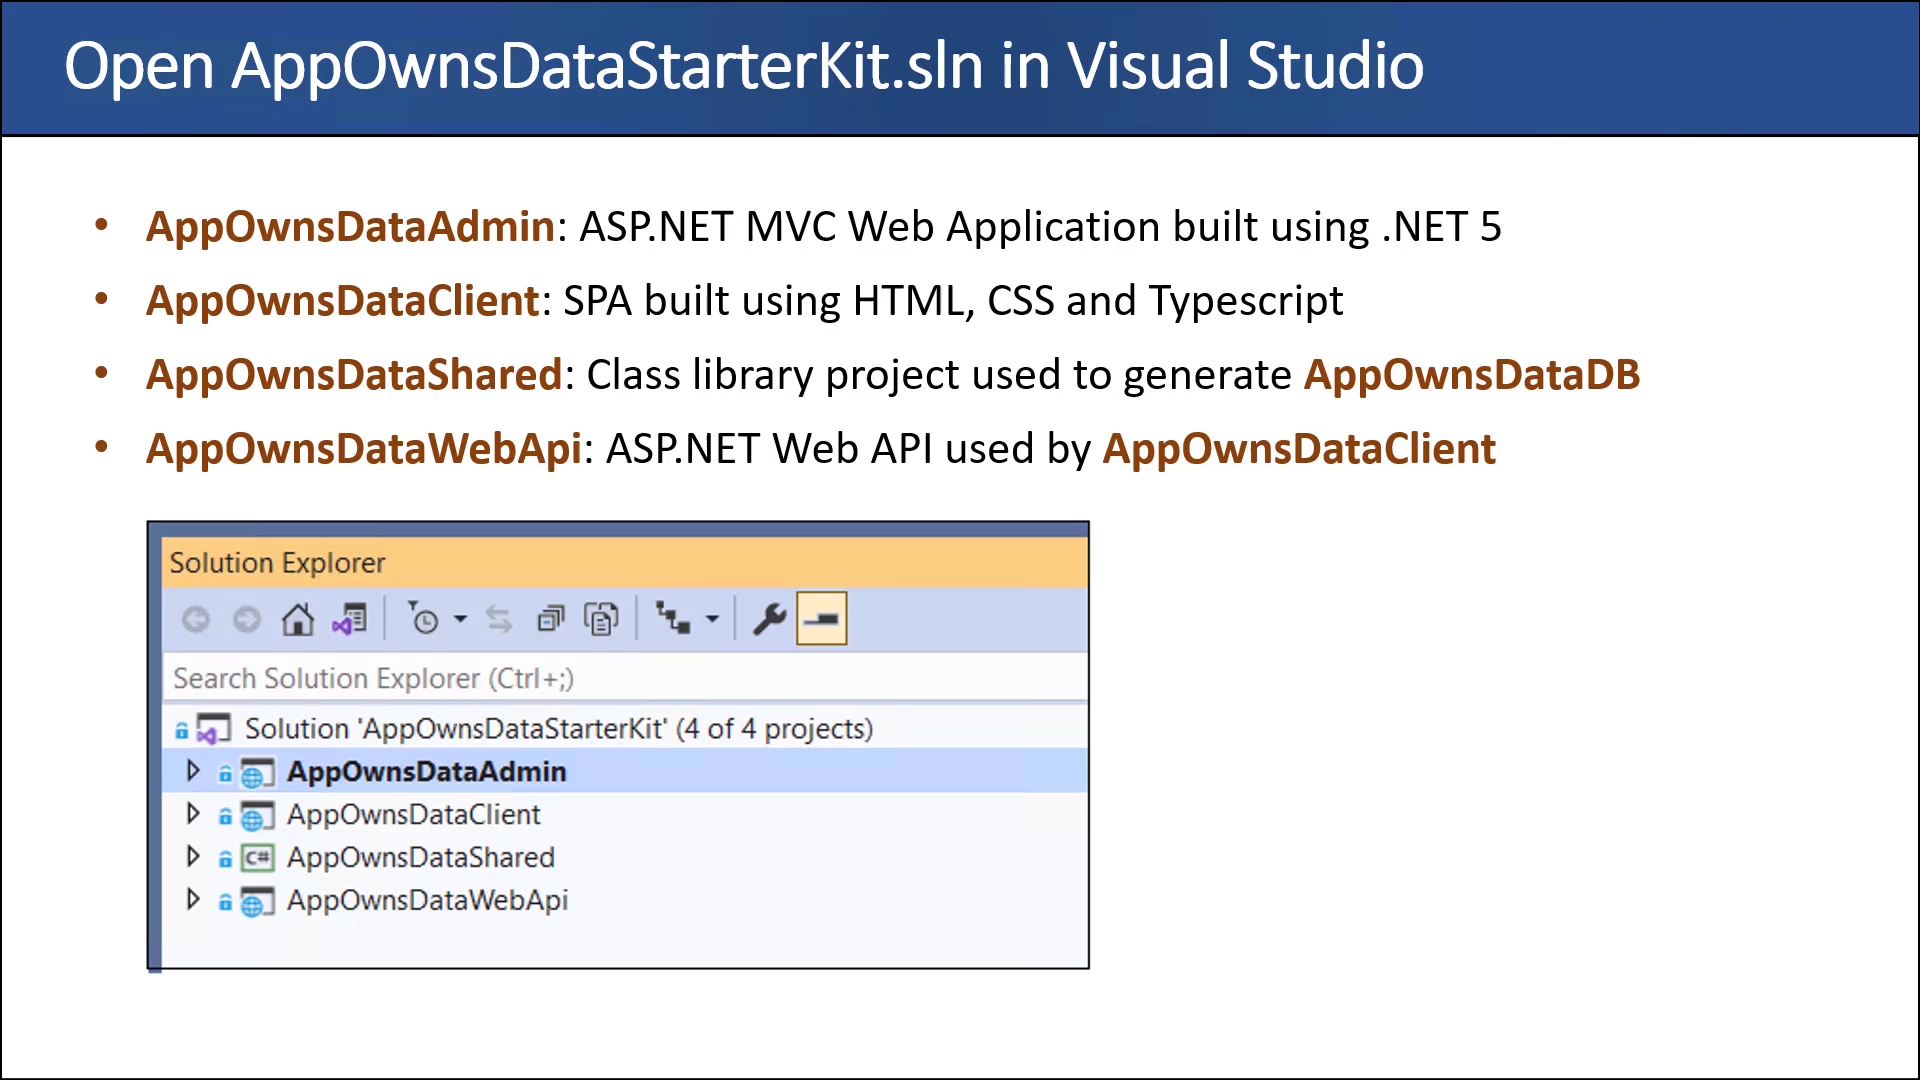 Open AppOwnsDataStarterKit.sln in Visual Studio
• AppOwnsDataAdmin: ASP.NET MVC Web Application built using .NET 5
• AppOwnsDataClient: SPA built using HTML, CSS and Typescript
• AppOwnsDataShared: Class library project used to generate AppOwnsDataDB
• AppOwnsDataWebApi: ASP.NET Web API used by AppOwnsDataClient
Solution Explorer
Search Solution Explorer (Ctrl+;)
Solution 'AppOwnsDataStarterKit' (4 of 4 projects)
AppOwnsDataAdmin
AppOwnsDataClient
C# AppOwnsDataShared
AppOwnsDataWebApi